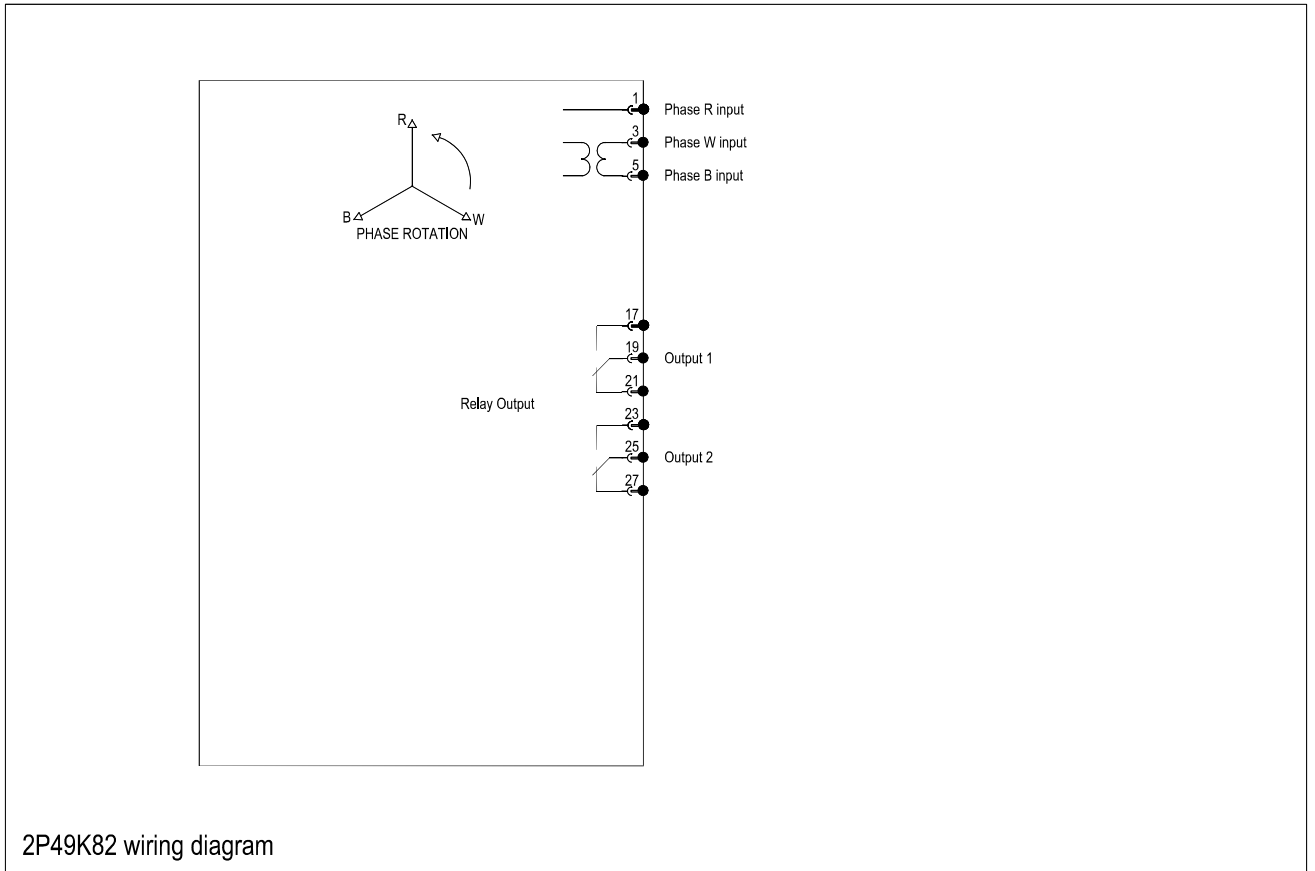 1 Phase R input
3 Phase W input
5 Phase B input
R
B W
PHASE ROTATION
17
19 Output 1
21
Relay Output
23
25 Output 2
27
2P49K82 wiring diagram